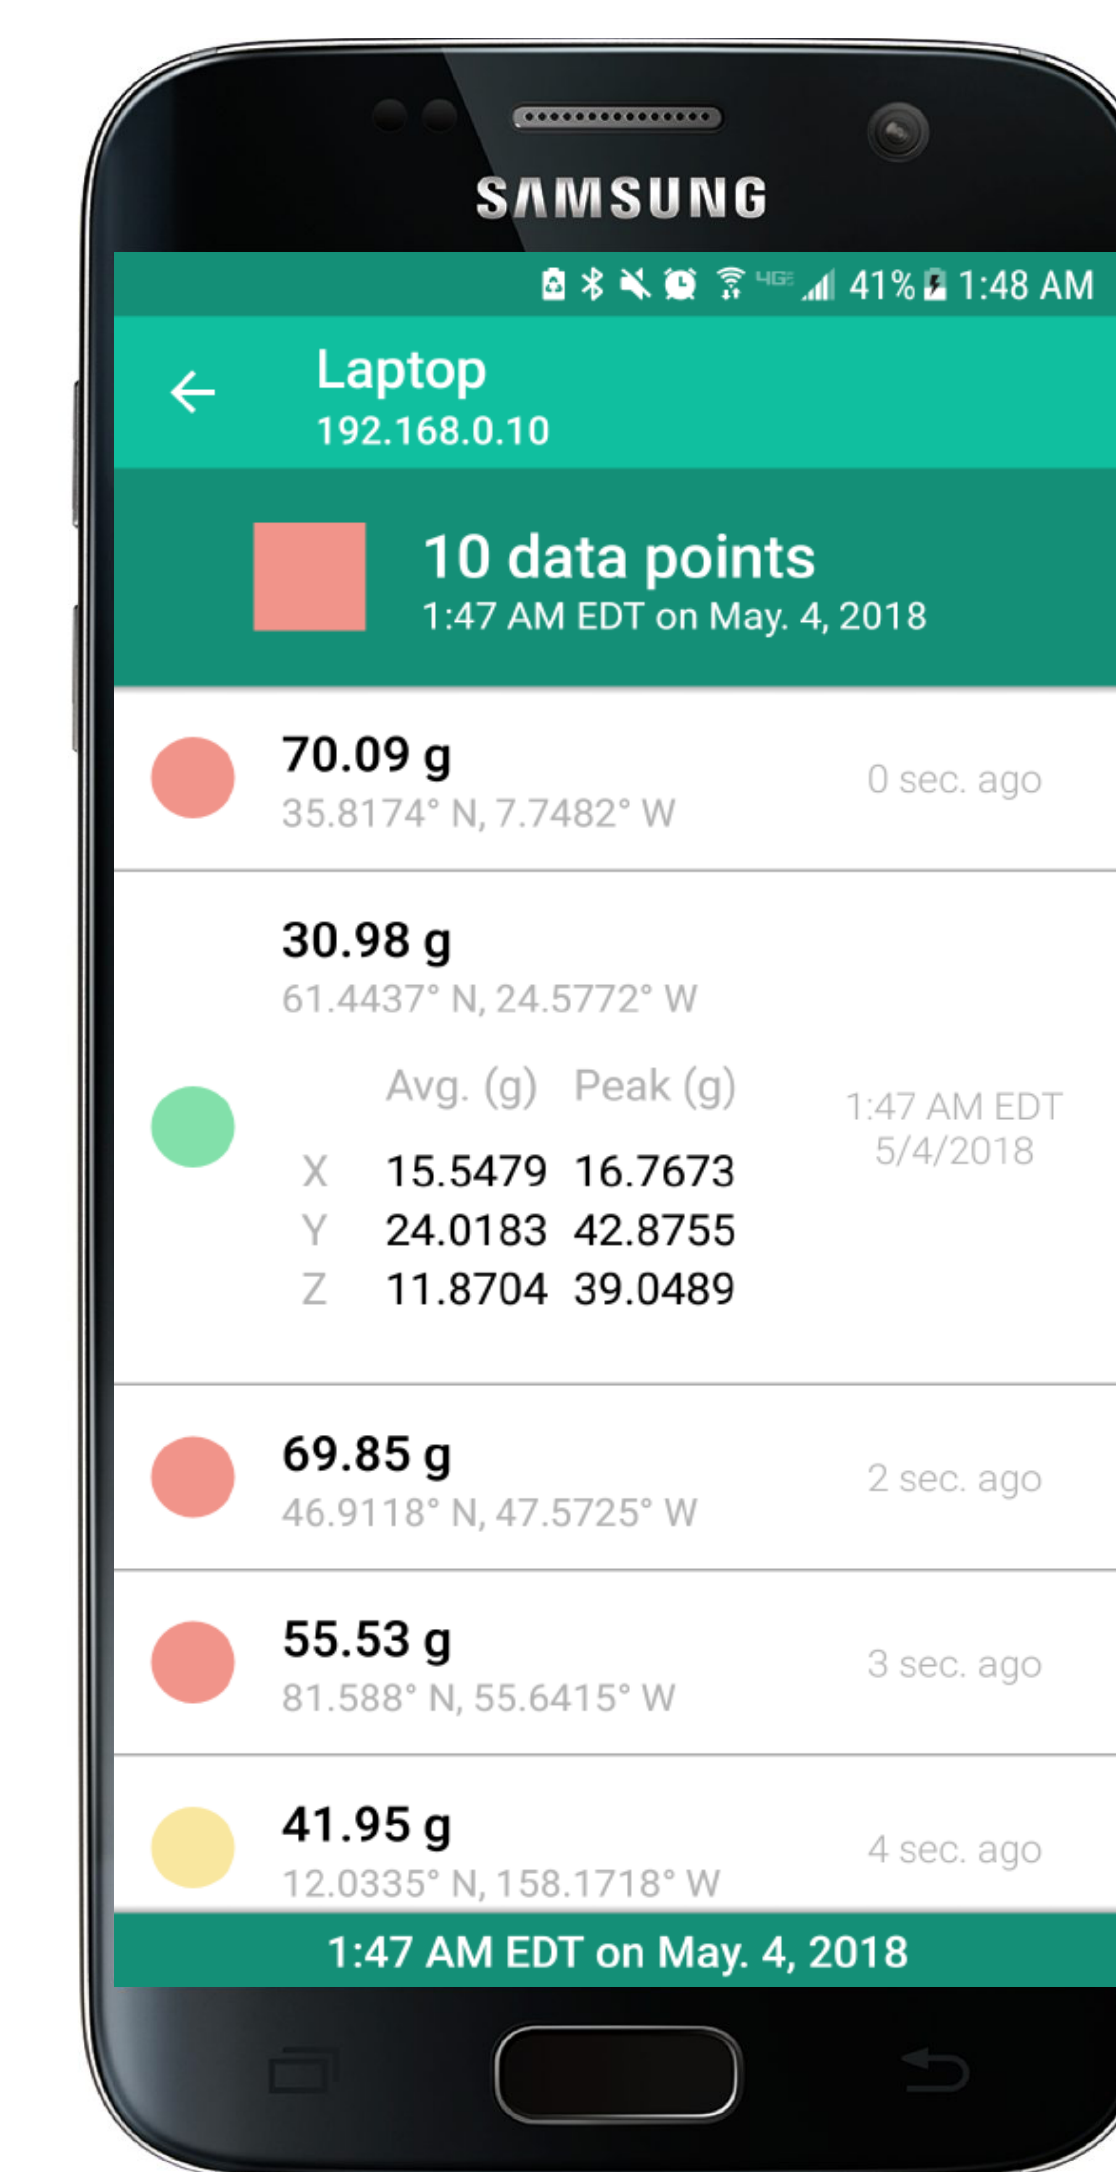 SAMSUNG
4GE 41% 1:48 AM
Laptop
192.168.0.10
10 data points
1:47 AM EDT on May. 4, 2018
70.09 g
35.8174° N, 7.7482° W
0 sec. ago
30.98 g
61.4437° N, 24.5772° W
Avg. (g) Peak (g)
X 15.5479 16.7673
Y 24.0183 42.8755
Z 11.8704 39.0489
1:47 AM EDT
5/4/2018
69.85 g
46.9118° N, 47.5725° W
2 sec. ago
55.53 g
81.588° N, 55.6415° W
3 sec. ago
41.95 g
12.0335° N, 158.1718° W
4 sec. ago
1:47 AM EDT on May. 4, 2018